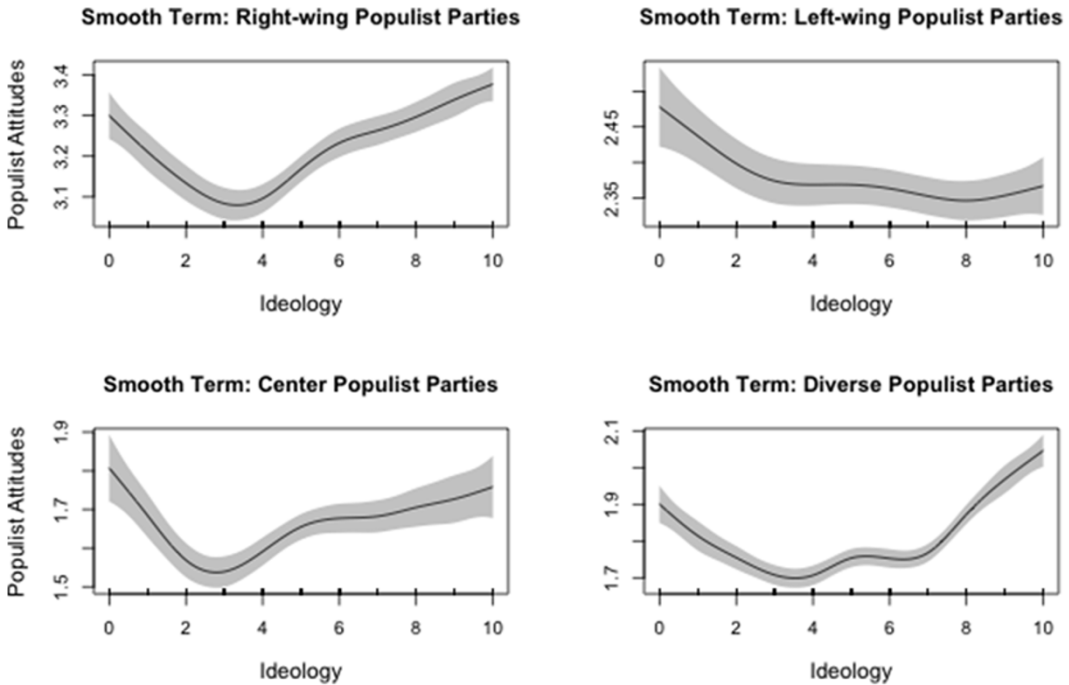 Smooth Term: Right-wing Populist Parties
Populist Attitudes
3.4
3.3
3.2
3.1
0 2 4 6 8 10
Ideology
Smooth Term: Left-wing Populist Parties
2.45
2.35
0 2 4 6 8 10
Ideology
Smooth Term: Center Populist Parties
Populist Attitudes
1.9
1.7
1.5
0 2 4 6 8 10
Ideology
Smooth Term: Diverse Populist Parties
2.1
1.9
1.7
0 2 4 6 8 10
Ideology